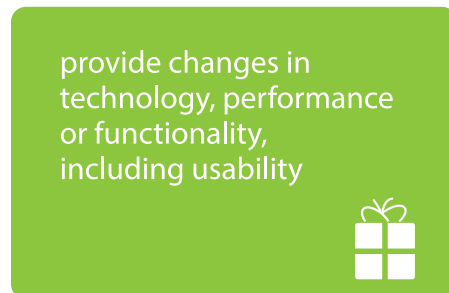 provide changes in
technology, performance
or functionality,
including usability